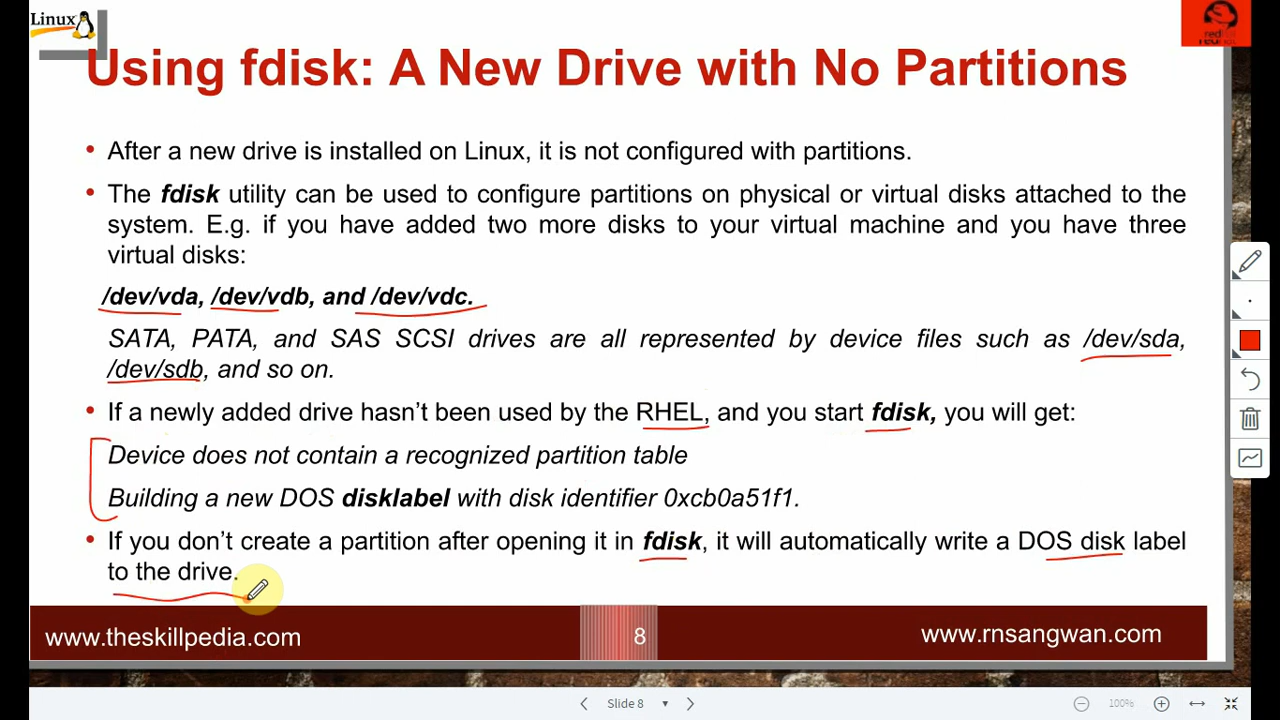 Linux
Using fdisk: A New Drive with No Partitions
• After a new drive is installed on Linux, it is not configured with partitions.
• The fdisk utility can be used to configure partitions on physical or virtual disks attached to the
system. E.g. if you have added two more disks to your virtual machine and you have three
virtual disks:
/dev/vda, /dev/vdb, and /dev/vdc.
SATA, PATA, and SAS SCSI drives are all represented by device files such as /dev/sda,
/dev/sdb, and so on.
• If a newly added drive hasn't been used by the RHEL, and you start fdisk, you will get:
Device does not contain a recognized partition table
Building a new DOS disklabel with disk identifier 0xcb0a51f1.
• If you don't create a partition after opening it in fdisk, it will automatically write a DOS disk label
to the drive.
www.theskillpedia.com
8
www.rnsangwan.com
Slide 8
100%